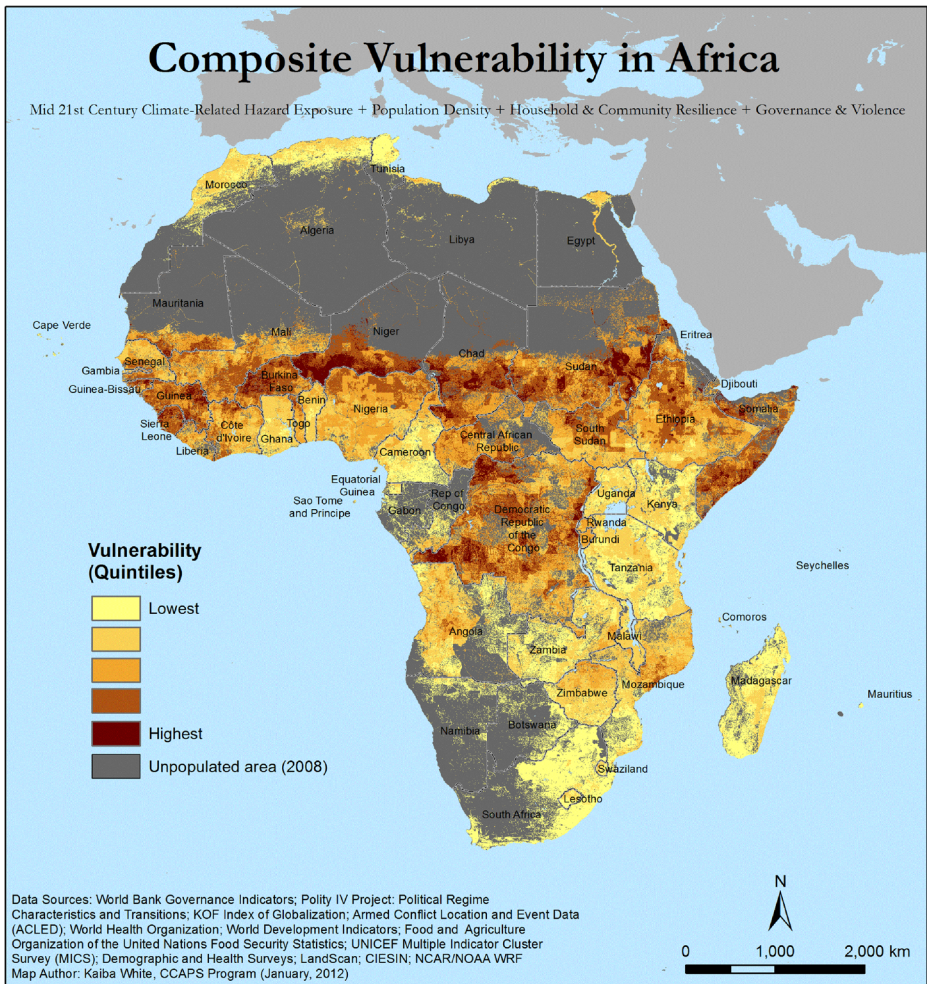 Composite Vulnerability in Africa
Mid 21st Century Climate-Related Hazard Exposure + Population Density + Household & Community Resilience + Governance & Violence
Tunisia
Morocco
Algeria
Libya
Egypt
Mauritania
Cape Verde
Mali
Niger
Chad
Eritrea
Sudan
Senegal
Gambia
Guinea-Bissau
Guinea
Burkina
Faso
Benin
Nigeria
Djibouti
Somalia
Ethiopia
Sierra
Leone
Côte
d'Ivoire
Ghana
Togo
Liberia
Central African
Republic
South
Sudan
Cameroon
Equatorial
Guinea
Sao Tome
and Principe
Gabon
Rep of
Congo
Democratic
Republic
of the
Congo
Uganda
Kenya
Rwanda
Burundi
Tanzania
Seychelles
Comoros
Angola
Zambia
Malawi
Mozambique
Zimbabwe
Madagascar
Mauritius
Namibia
Botswana
Swaziland
Lesotho
South Africa
Vulnerability
(Quintiles)
Lowest
Highest
Unpopulated area (2008)
Data Sources: World Bank Governance Indicators; Polity IV Project: Political Regime
Characteristics and Transitions; KOF Index of Globalization; Armed Conflict Location and Event Data
(ACLED); World Health Organization; World Development Indicators; Food and Agriculture
Organization of the United Nations Food Security Statistics; UNICEF Multiple Indicator Cluster
Survey (MICS); Demographic and Health Surveys; LandScan; CIESIN; NCAR/NOAA WRF
Map Author: Kaiba White, CCAPS Program (January, 2012)
N
0 1,000 2,000 km